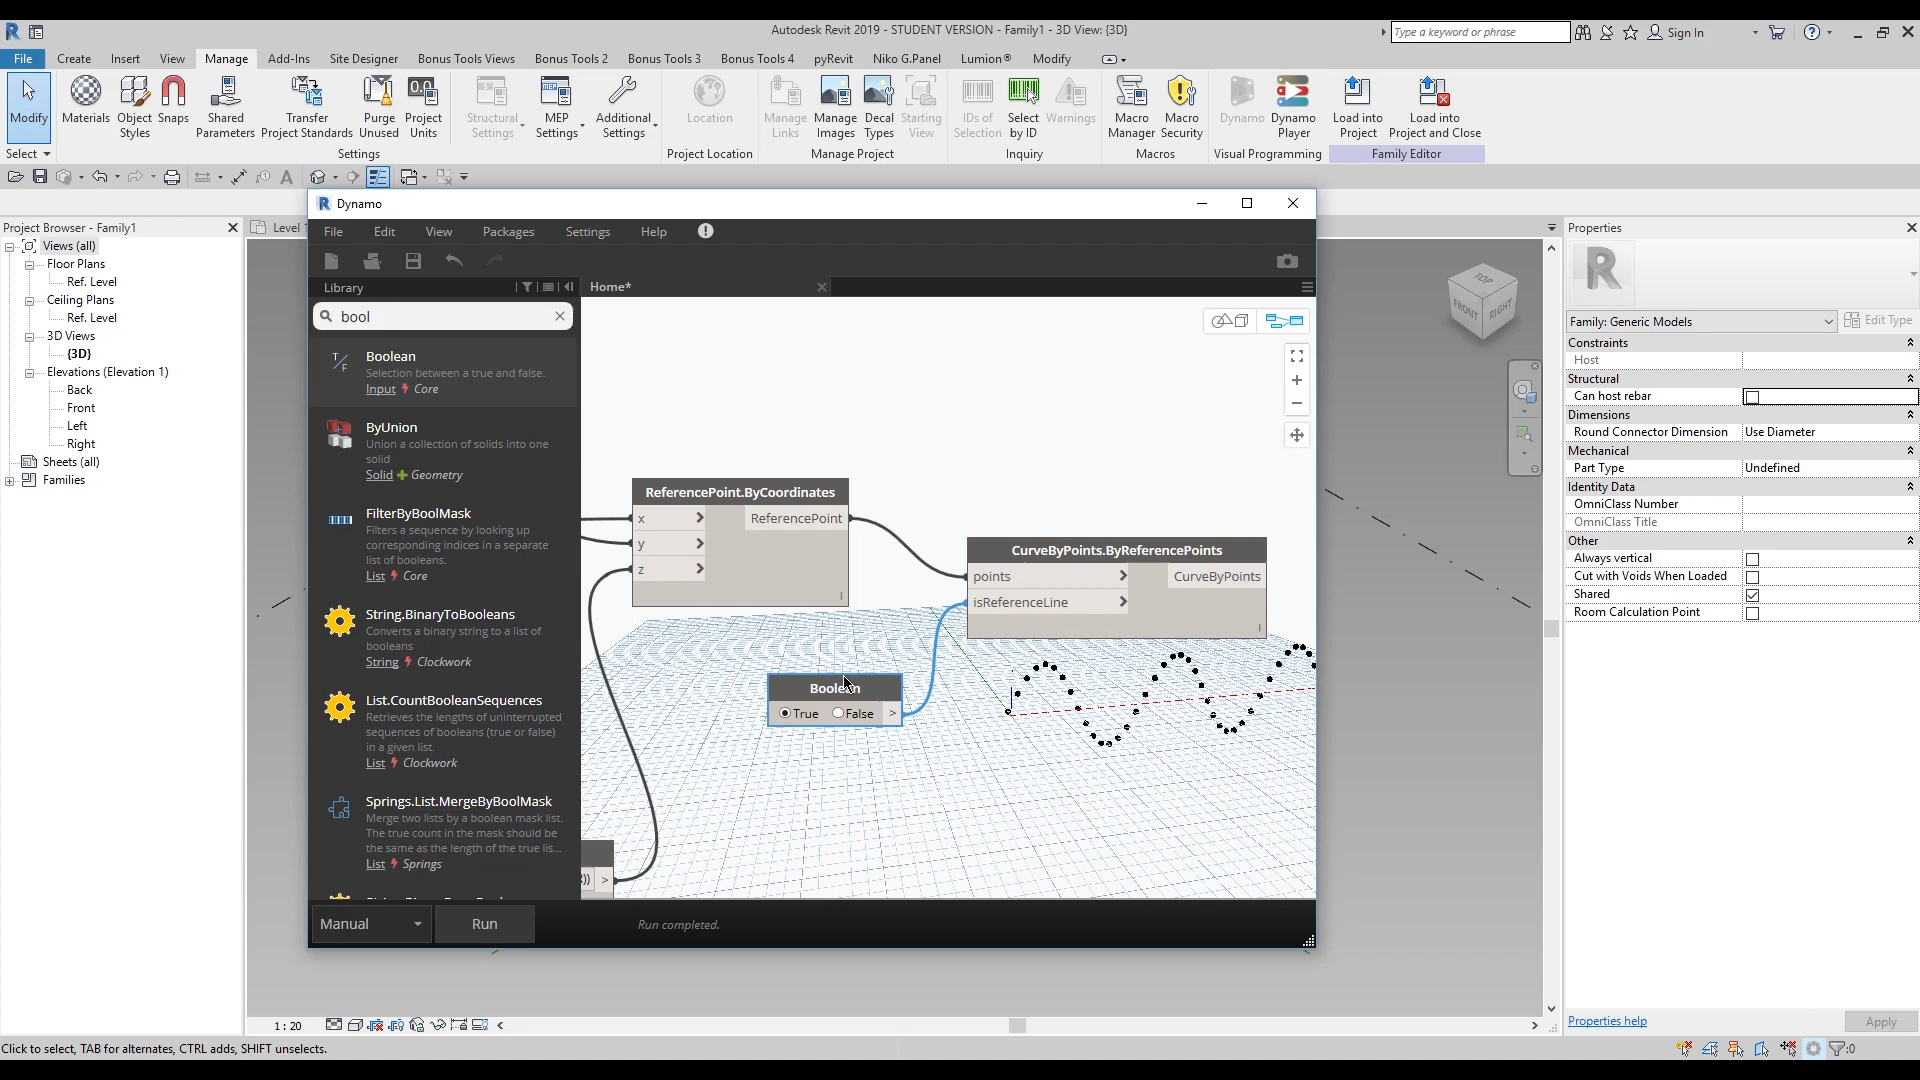 Autodesk Revit 2019 - STUDENT VERSION - Family1 - 3D View: {3D}
Type a keyword or phrase
Sign In
File Create Insert View Manage Add-Ins Site Designer Bonus Tools Views Bonus Tools 2 Bonus Tools 3 Bonus Tools 4 pyRevit Niko G.Panel Lumion® Modify
Modify
Materials
Object Styles
Snaps
Shared Parameters
Transfer Project Standards
Purge Unused
Project Units
Structural Settings
MEP Settings
Additional Settings
Location
Manage Links
Manage Images
Decal Types
Starting View
IDs of Selection
Select by ID
Warnings
Macro Manager
Macro Security
Dynamo
Dynamo Player
Load into Project
Load into Project and Close
Select
Settings
Project Location
Manage Project
Inquiry
Macros
Visual Programming
Family Editor
Project Browser - Family1
Views (all)
Floor Plans
Ref. Level
Ceiling Plans
Ref. Level
3D Views
{3D}
Elevations (Elevation 1)
Back
Front
Left
Right
Sheets (all)
Families
Level
Dynamo
File Edit View Packages Settings Help
Library
Home*
bool
Boolean
Selection between a true and false.
Input Core
ByUnion
Union a collection of solids into one
solid
Solid Geometry
FilterByBoolMask
Filters a sequence by looking up
corresponding indices in a separate
list of booleans.
List Core
String.BinaryToBooleans
Converts a binary string to a list of
booleans
String Clockwork
List.CountBooleanSequences
Retrieves the lengths of uninterrupted
sequences of booleans (true or false)
in a given list.
List Clockwork
Springs.List.MergeByBoolMask
Merge two lists by a boolean mask list.
The true count in the mask should be
the same as the length of the true lis...
List Springs
ReferencePoint.ByCoordinates
x > ReferencePoint
y >
z >
CurveByPoints.ByReferencePoints
points > CurveByPoints
isReferenceLine >
Boolean
True False >
)) >
Manual
Run
Run completed.
TOP
FRONT
RIGHT
Properties
Family: Generic Models
Edit Type
Constraints
Host
Structural
Can host rebar
Dimensions
Round Connector Dimension Use Diameter
Mechanical
Part Type Undefined
Identity Data
OmniClass Number
OmniClass Title
Other
Always vertical
Cut with Voids When Loaded
Shared
Room Calculation Point
Properties help
Apply
1 : 20
Click to select, TAB for alternates, CTRL adds, SHIFT unselects.
:0